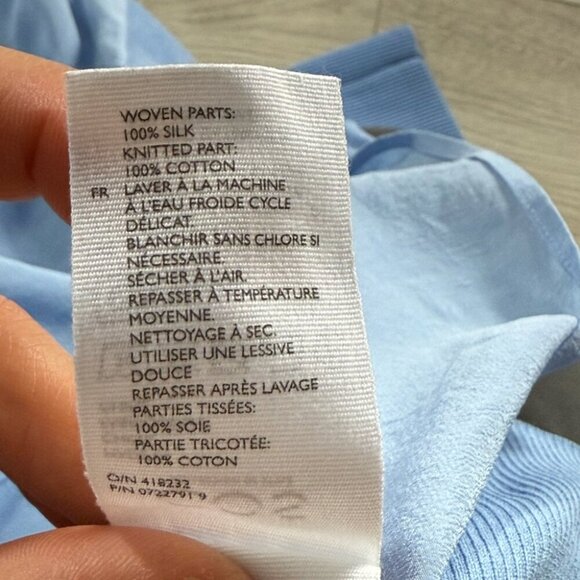 WOVEN PARTS:
100% SILK
KNITTED PART:
100% COTTON
FR LAVER À LA MACHINE
À L'EAU FROIDE CYCLE
DÉLICAT.
BLANCHIR SANS CHLORE SI
NÉCESSAIRE.
SÉCHER À L'AIR.
REPASSER À TEMPÉRATURE
MOYENNE.
NETTOYAGE À SEC.
UTILISER UNE LESSIVE
DOUCE
REPASSER APRÈS LAVAGE
PARTIES TISSÉES:
100% SOIE
PARTIE TRICOTÉE:
100% COTON
O/N 418232
P/N 0722791 9